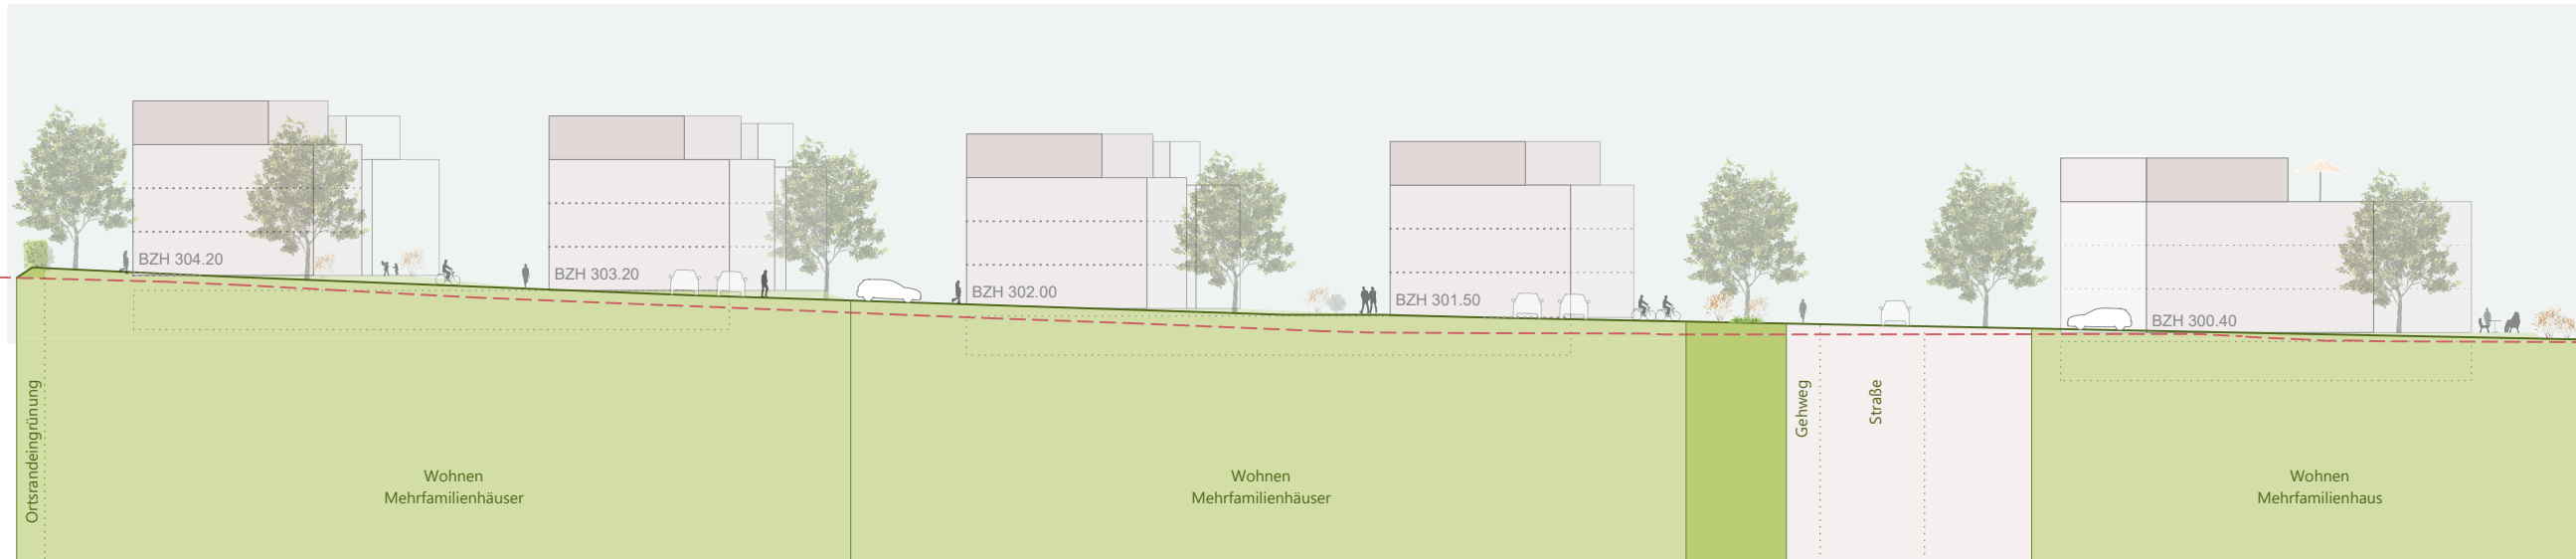 BZH 304.20
BZH 303.20
BZH 302.00
BZH 301.50
BZH 300.40
Ortsrandeingrünung
Wohnen
Mehrfamilienhäuser
Wohnen
Mehrfamilienhäuser
Gehweg
Straße
Wohnen
Mehrfamilienhaus